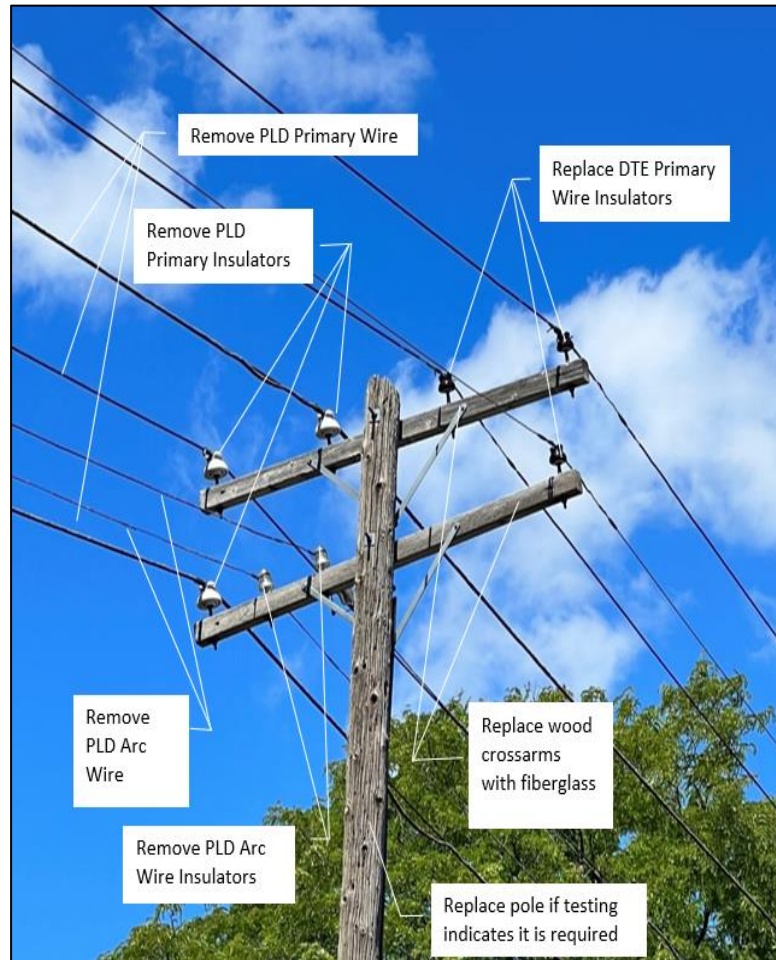 Remove PLD Primary Wire
Replace DTE Primary
Wire Insulators
Remove PLD
Primary Insulators
Remove
PLD Arc
Wire
Replace wood
crossarms
with fiberglass
Remove PLD Arc
Wire Insulators
Replace pole if testing
indicates it is required